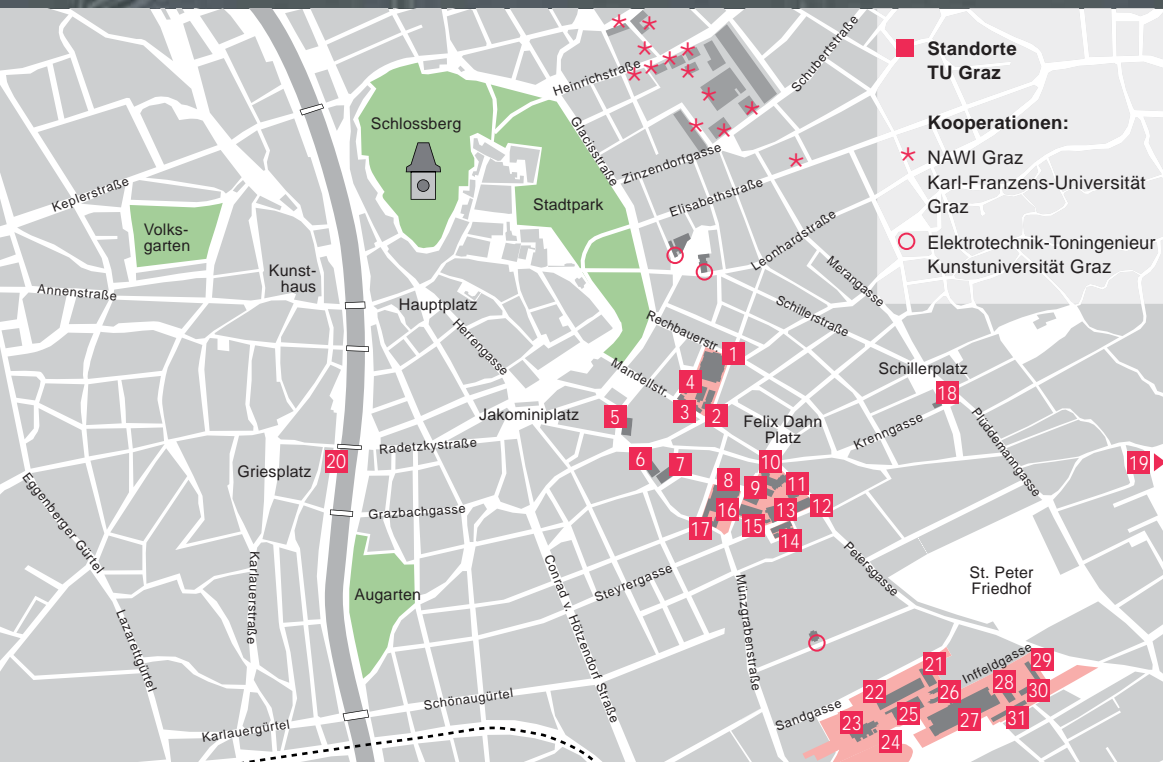 Standorte
TU Graz
Kooperationen:
NAWI Graz
Karl-Franzens-Universität
Graz
Elektrotechnik-Toningenieur
Kunstuniversität Graz
Schubertstraße
Heinrichstraße
Glacisstraße
Schlossberg
Zinzendorfgasse
Keplerstraße
Elisabethstraße
Stadtpark
Volks-
garten
Leonhardstraße
Merangasse
Kunst-
haus
Annenstraße
Hauptplatz
Schillerstraße
Herrengasse
Rechbauerstr.
1
Mandellstr.
4
Schillerplatz
18
3
2
Jakominiplatz
5
Felix Dahn
Platz
Krenngasse
Plüddemanngasse
Radetzkystraße
20
Griesplatz
6
7
10
19
8
9
11
Eggenberger Gürtel
Grazbachgasse
16
13
12
17
15
14
Karlauerstraße
Conrad v. Hötzendorf Straße
Steyrergasse
Münzgrabenstraße
Petersgasse
St. Peter
Friedhof
Augarten
Lazarettgürtel
21
Inffeldgasse
29
22
26
28
30
Schönaugürtel
Sandgasse
23
25
27
31
24
Karlauergürtel